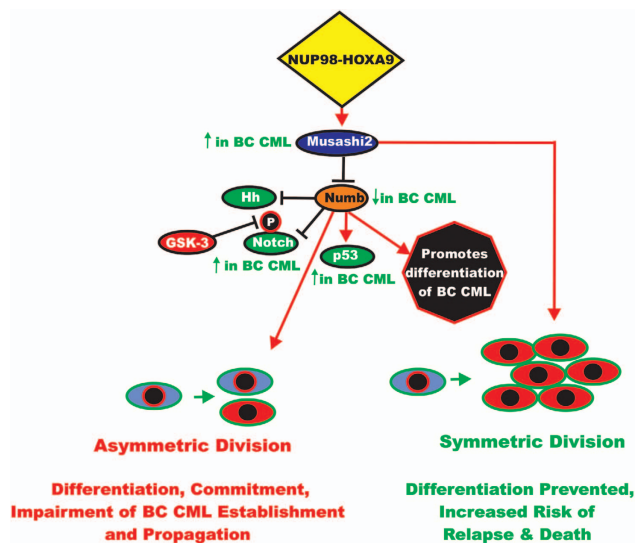 NUP98-HOXA9
↑ in BC CML
Musashi2
Hh
Numb
↓in BC CML
P
GSK-3
Notch
↑ in BC CML
p53
↑in BC CML
Promotes
differentiation
of BC CML
Asymmetric Division
Symmetric Division
Differentiation, Commitment,
Impairment of BC CML Establishment
and Propagation
Differentiation Prevented,
Increased Risk of
Relapse & Death